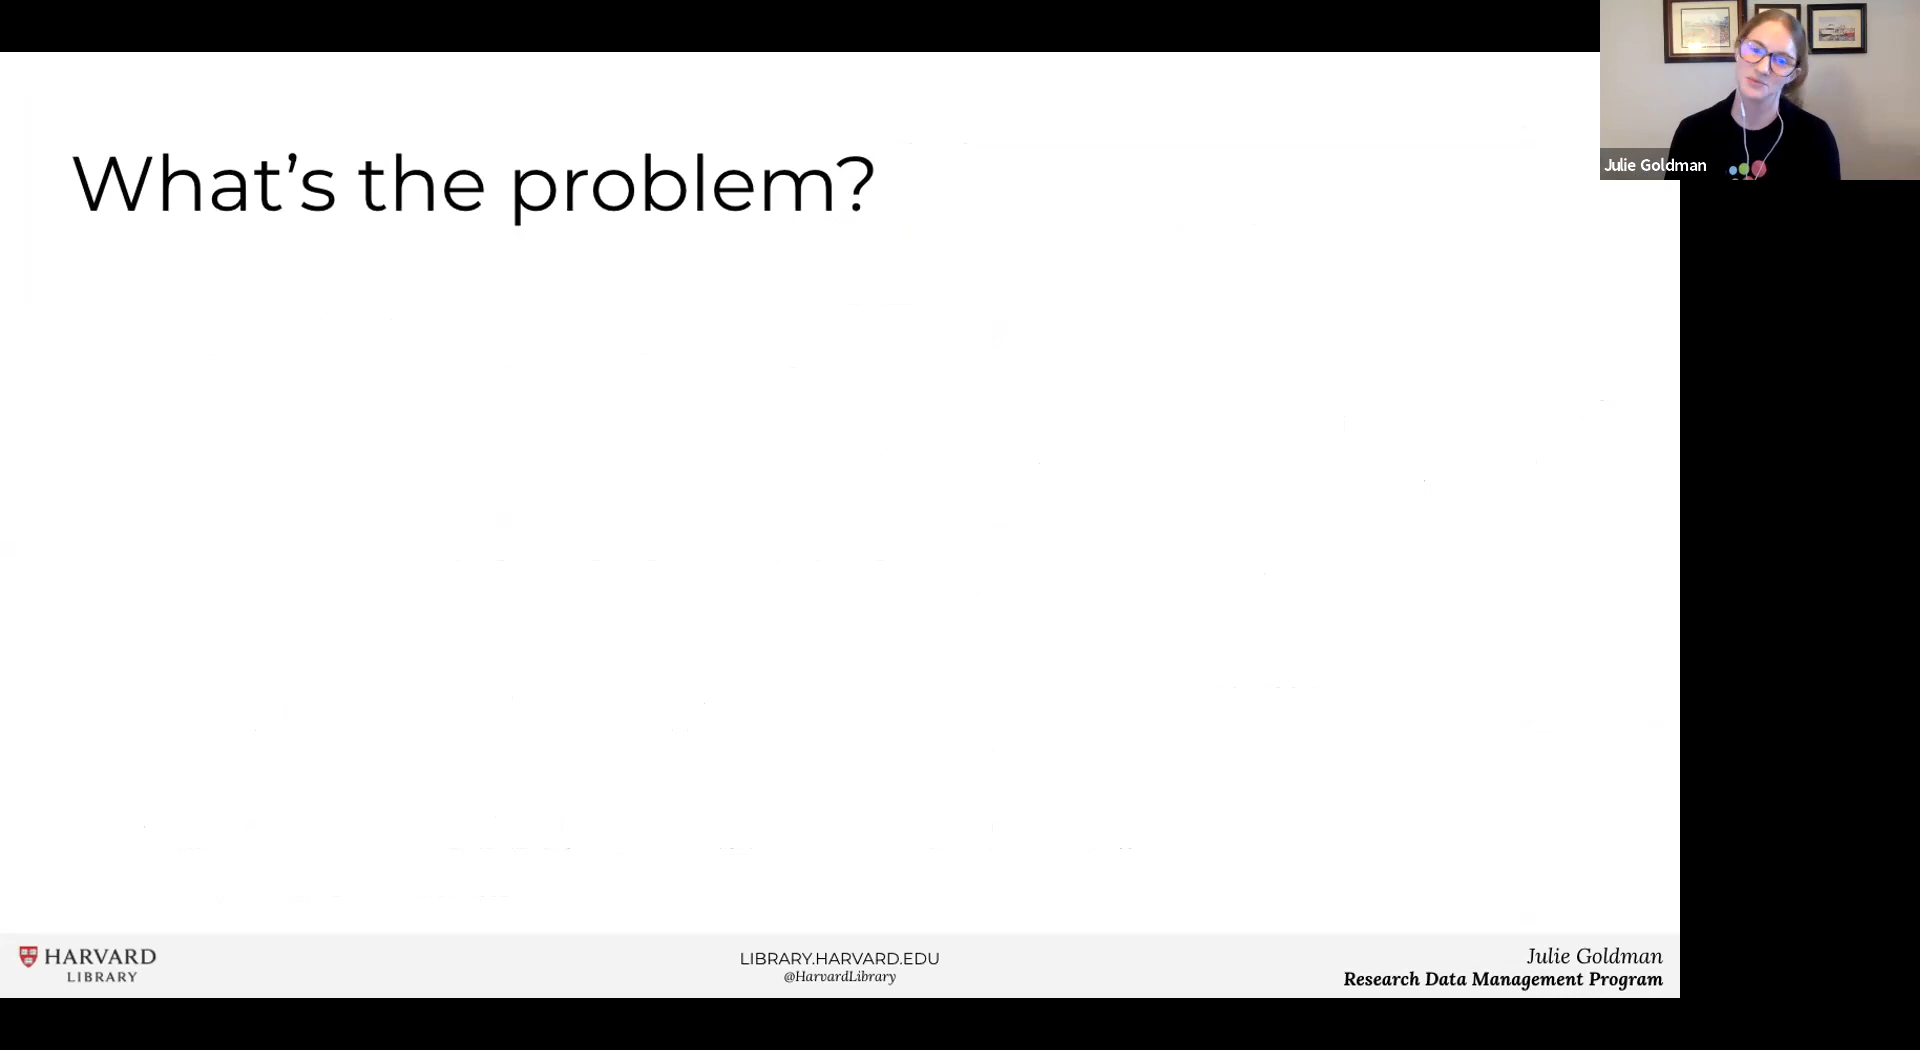 Julie Goldman
What’s the problem?
HARVARD
LIBRARY
LIBRARY.HARVARD.EDU
@HarvardLibrary
Julie Goldman
Research Data Management Program